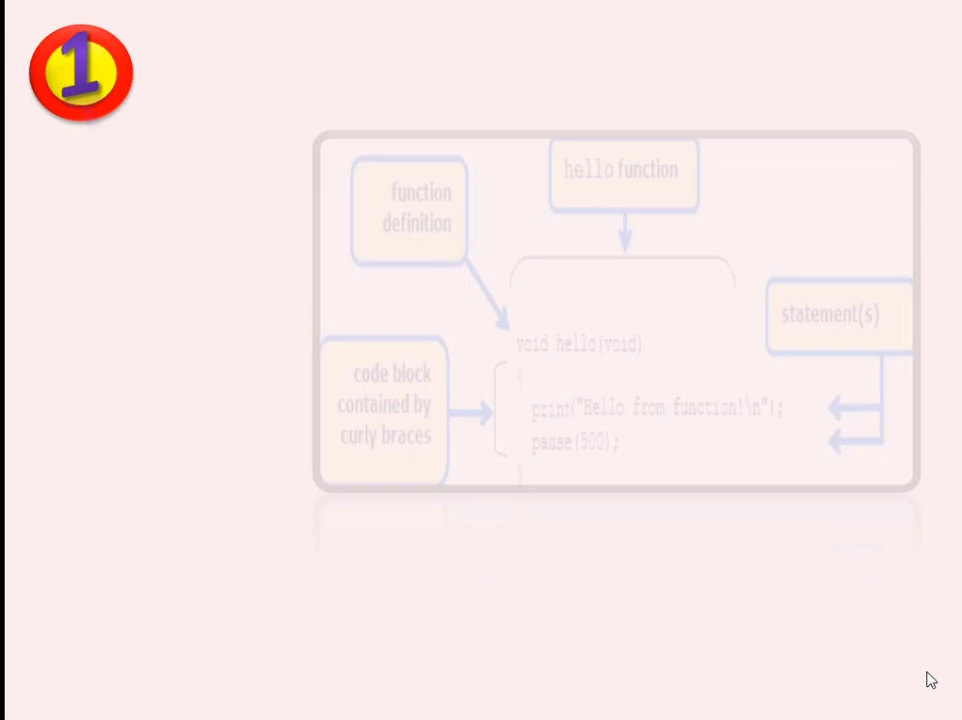 1
hello function
function
definition
statement(s)
void hello(void)
{
code block
contained by
curly braces
print("Hello from function!\n");
pause(500);
}